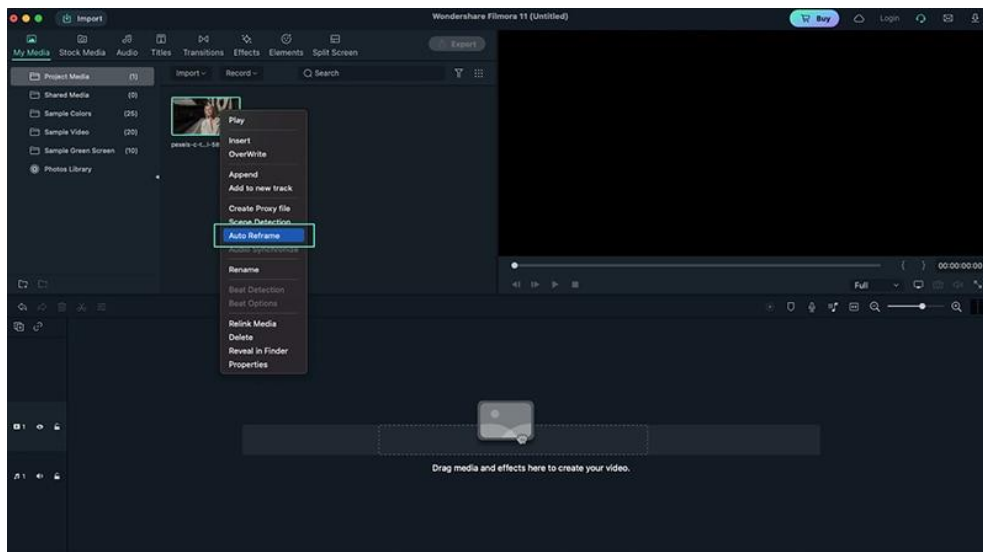 Import
Wondershare Filmora 11 (Untitled)
Buy
Login
My Media
Stock Media
Audio
Titles
Transitions
Effects
Elements
Split Screen
Export
Project Media (1)
Shared Media (0)
Sample Colors (25)
Sample Video (20)
Sample Green Screen (10)
Photos Library
Import
Record
Search
Play
Insert
OverWrite
Append
Add to new track
Create Proxy file
Scene Detection
Auto Reframe
Audio Synchronize
Rename
Beat Detection
Beat Options
Relink Media
Delete
Reveal in Finder
Properties
{ } 00:00:00:00
Full
1
1
Drag media and effects here to create your video.